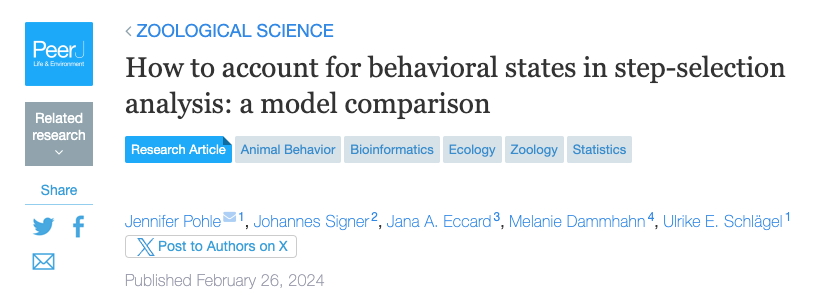 PeerJ
Life & Environment
Related
research
Share
‹ ZOOLOGICAL SCIENCE
How to account for behavioral states in step-selection
analysis: a model comparison
Research Article Animal Behavior Bioinformatics Ecology Zoology Statistics
Jennifer Pohle 1, Johannes Signer 2, Jana A. Eccard 3, Melanie Dammhahn 4, Ulrike E. Schlägel 1
X Post to Authors on X
Published February 26, 2024